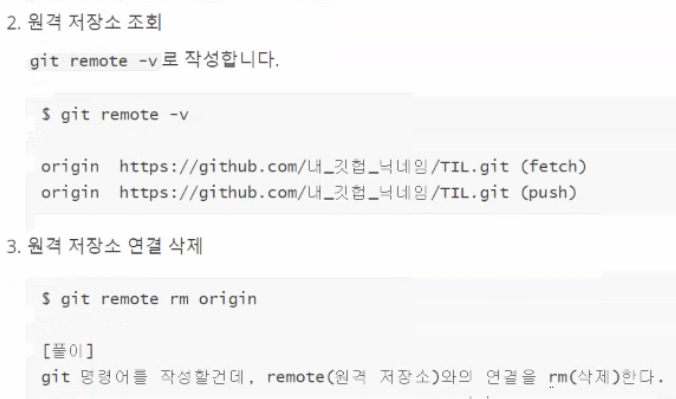 2. 원격 저장소 조회
git remote -v로 작성합니다.
$ git remote -v
origin  https://github.com/내_깃헙_닉네임/TIL.git (fetch)
origin  https://github.com/내_깃헙_닉네임/TIL.git (push)
3. 원격 저장소 연결 삭제
$ git remote rm origin
[풀이]
git 명령어를 작성할건데, remote(원격 저장소)와의 연결을 rm(삭제)한다.